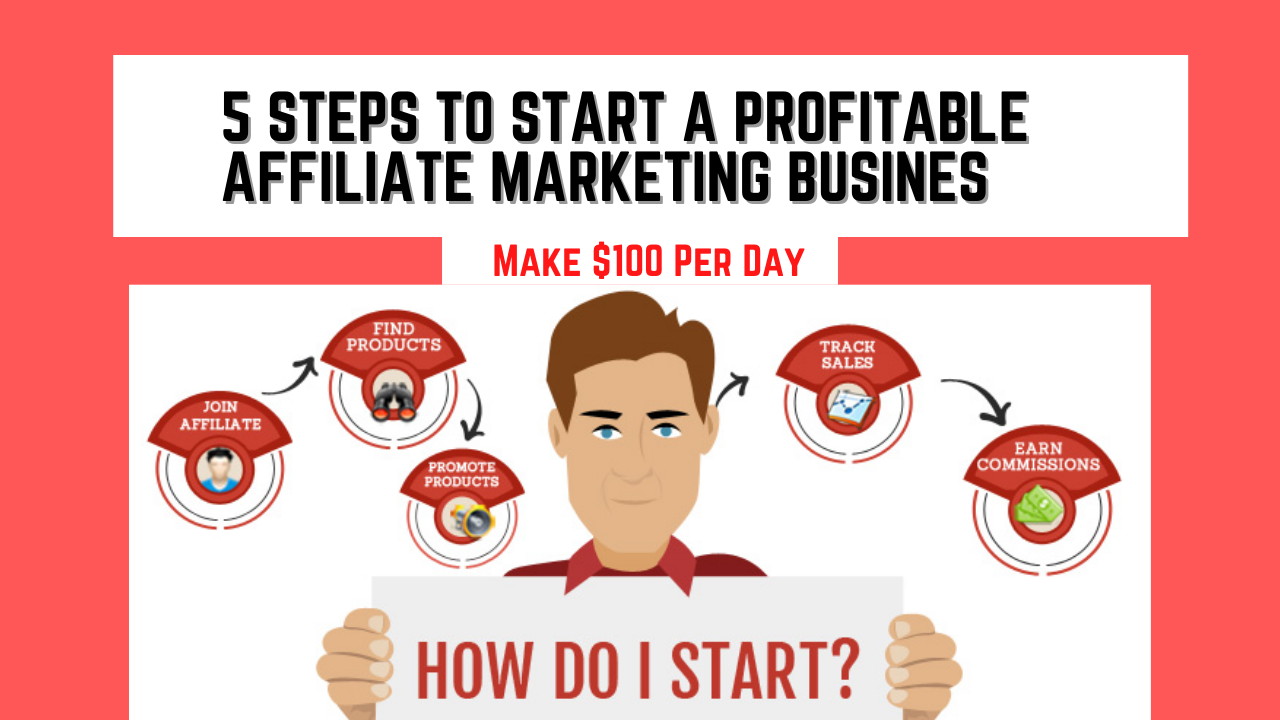 5 STEPS TO START A PROFITABLE
AFFILIATE MARKETING BUSINES
MAKE $100 PER DAY
JOIN
AFFILIATE
FIND
PRODUCTS
PROMOTE
PRODUCTS
TRACK
SALES
EARN
COMMISSIONS
HOW DO I START?